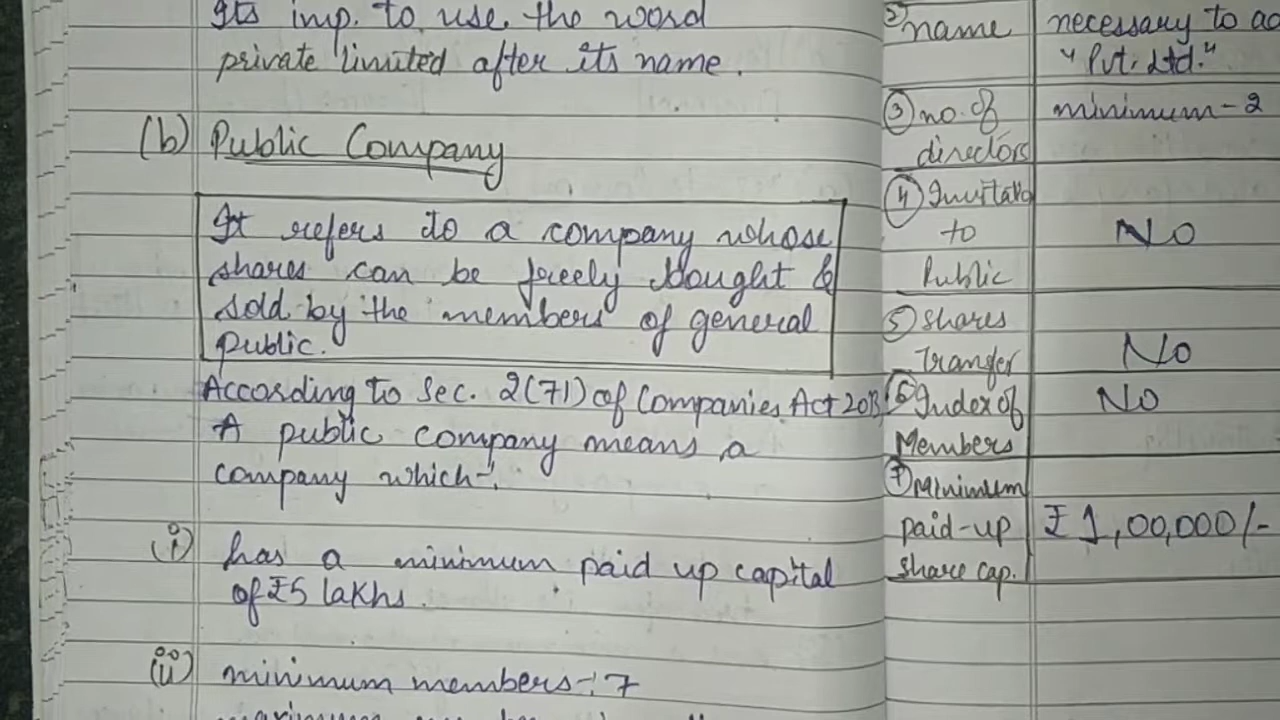 Its imp. to use the word
private limited after its name.
(b) Public Company
It refers to a company whose
shares can be freely bought &
sold by the members of general
public.
According to Sec. 2(71) of Companies Act 2013
A public company means a
company which-:
(i) has a minimum paid up capital
of ₹5 lakhs.
(ii) minimum members-: 7
② name
necessary to
"Pvt. Ltd."
③ no. of
directors
minimum - 2
④
to
Public
No
⑤ shares
Transfer
No
⑥ Index of
Members
No
⑦ Minimum
paid-up
share cap.
₹ 1,00,000/-